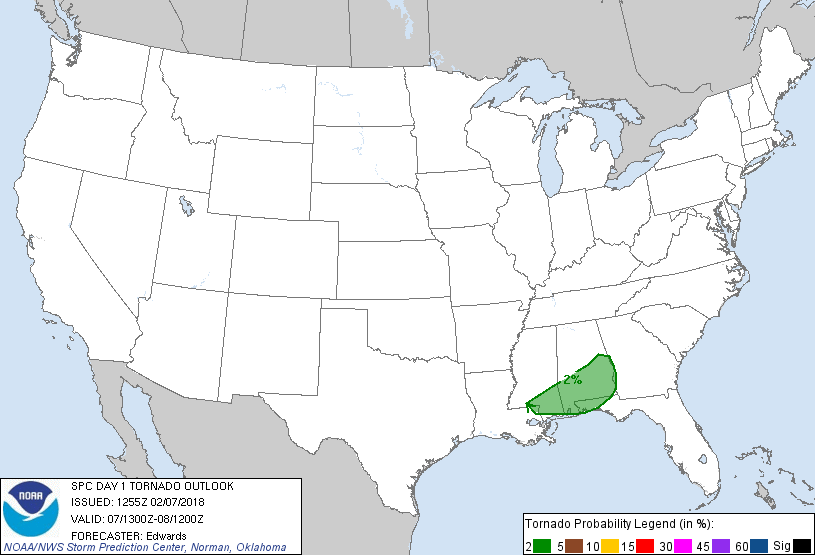 2%
NOAA
SPC DAY 1 TORNADO OUTLOOK
ISSUED: 1255Z 02/07/2018
VALID: 07/1300Z-08/1200Z
FORECASTER: Edwards
NOAA/NWS Storm Prediction Center, Norman, Oklahoma
Tornado Probability Legend (in %):
2 5 10 15 30 45 60 Sig